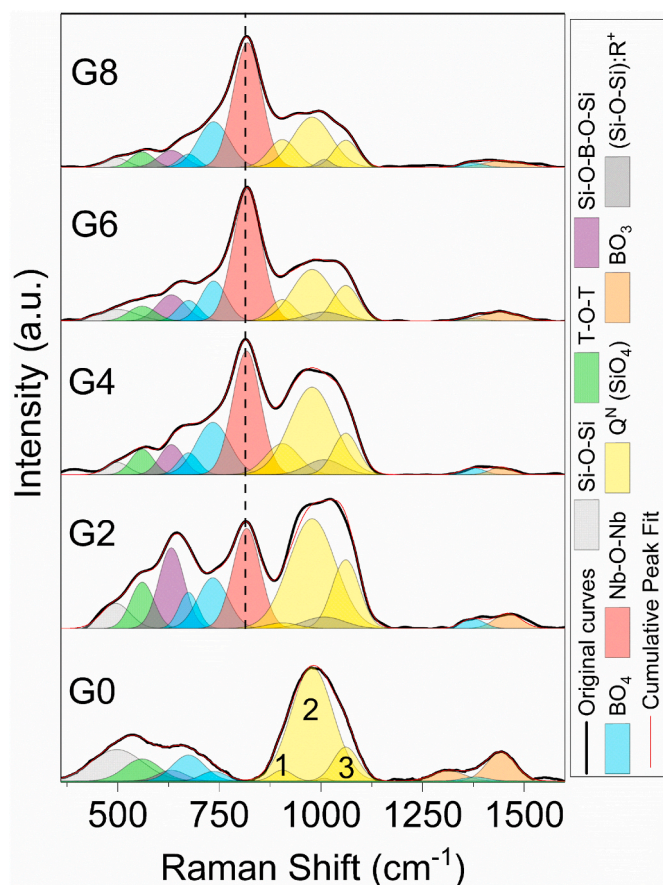 G8
G6
G4
G2
G0
1
2
3
Intensity (a.u.)
500
750
1000
1250
1500
Raman Shift (cm⁻¹)
Original curves
Si-O-Si
T-O-T
Si-O-B-O-Si
BO₄
Nb-O-Nb
Qᴺ (SiO₄)
BO₃
(Si-O-Si):R⁺
Cumulative Peak Fit